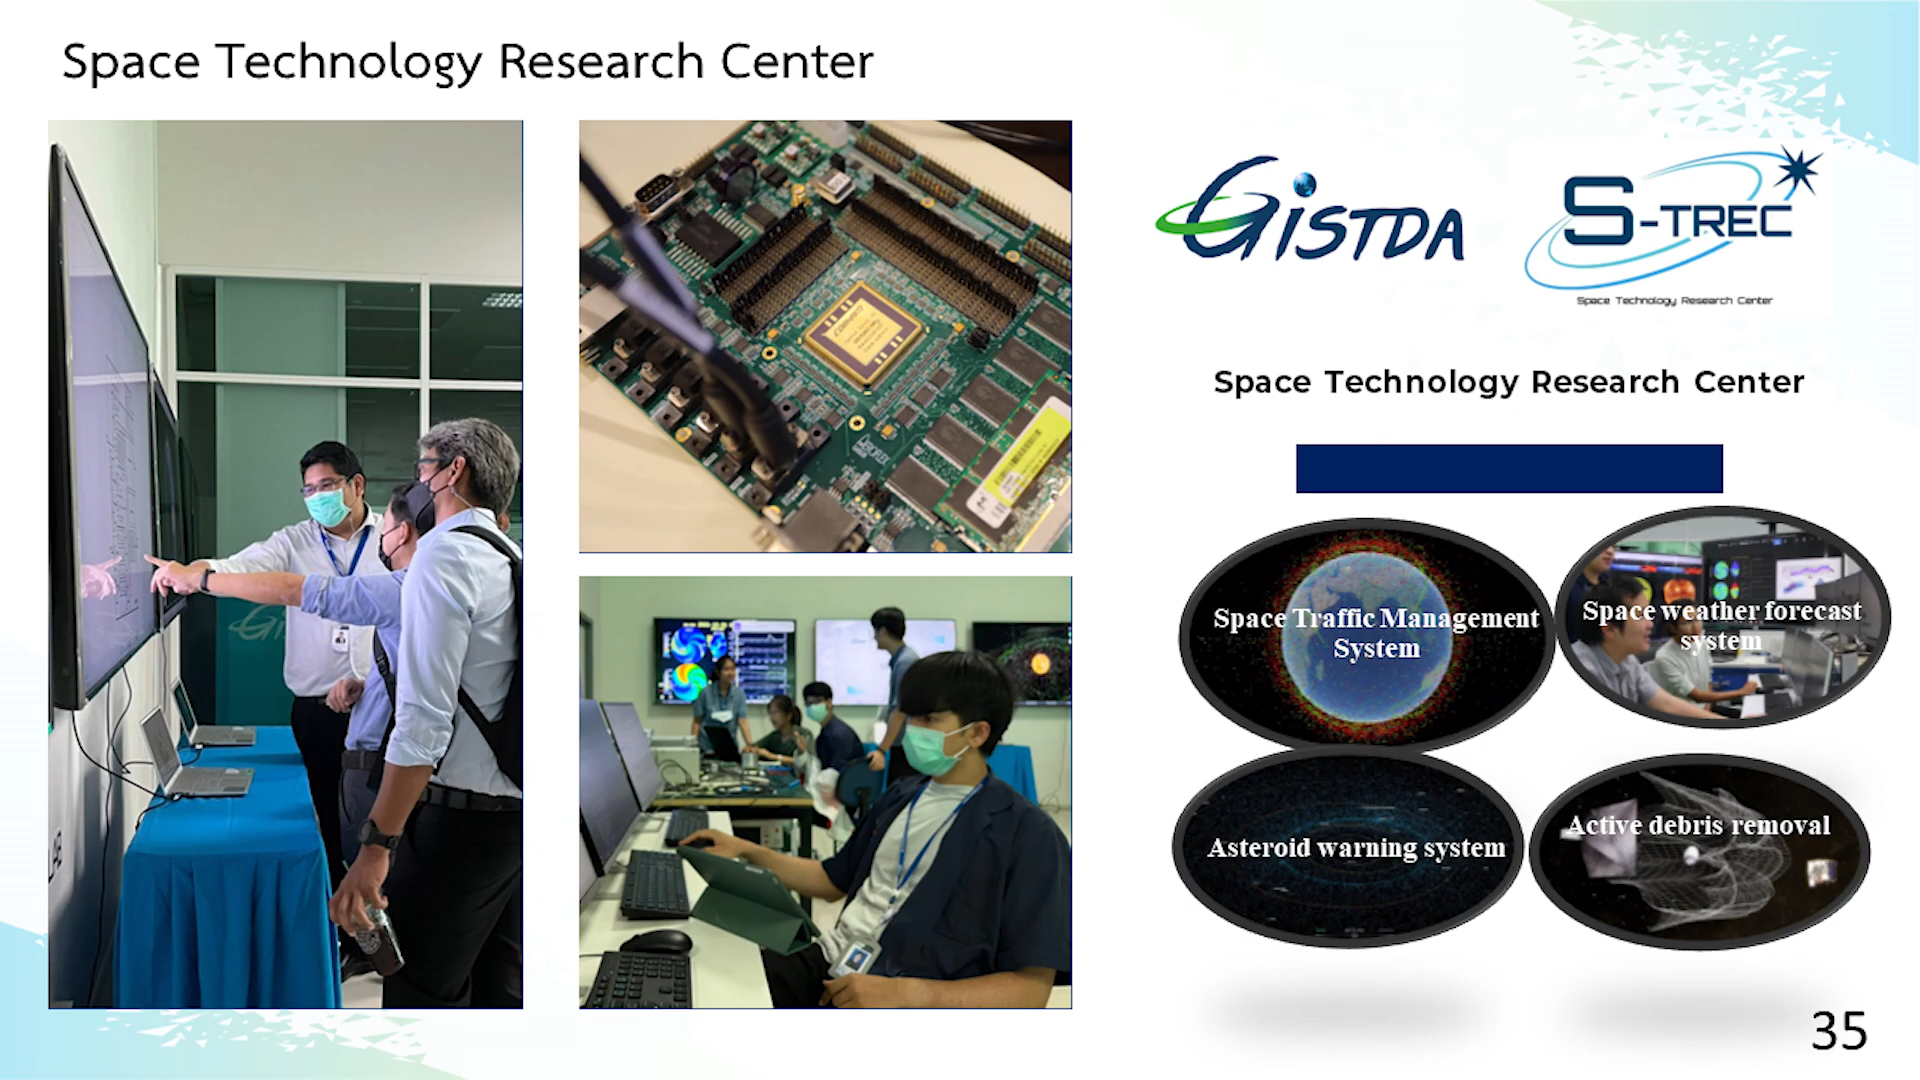 Space Technology Research Center
GISTDA
S-TREC
Space Technology Research Center
Space Technology Research Center
Space Traffic Management
System
Space weather forecast
system
Asteroid warning system
Active debris removal
35